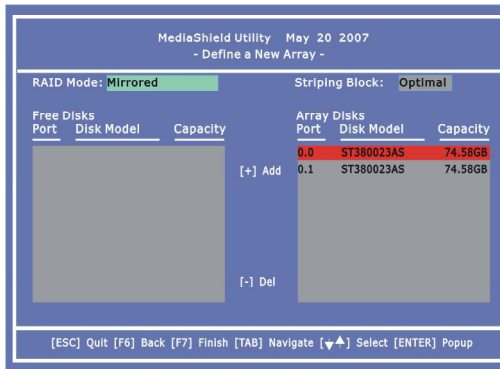 MediaShield Utility May 20 2007
- Define a New Array -
RAID Mode: Mirrored Striping Block: Optimal
Free Disks Array Disks
Port Disk Model Capacity Port Disk Model Capacity
0.0 ST380023AS 74.58GB
[+] Add 0.1 ST380023AS 74.58GB
[-] Del
[ESC] Quit [F6] Back [F7] Finish [TAB] Navigate [↓↑] Select [ENTER] Popup